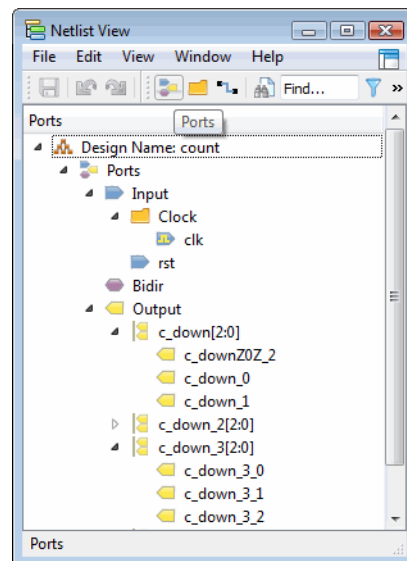 Netlist View
File Edit View Window Help
Find... »
Ports
Ports
Design Name: count
Ports
Input
Clock
clk
rst
Bidir
Output
c_down[2:0]
c_downZ0Z_2
c_down_0
c_down_1
c_down_2[2:0]
c_down_3[2:0]
c_down_3_0
c_down_3_1
c_down_3_2
Ports